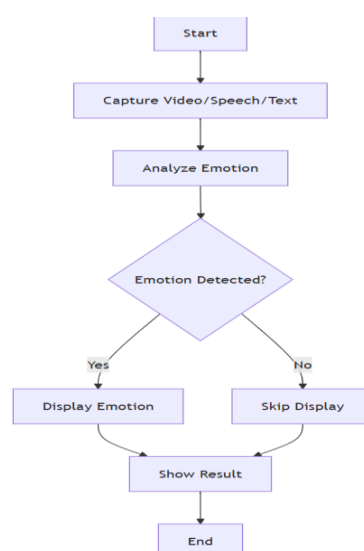 Start
Capture Video/Speech/Text
Analyze Emotion
Emotion Detected?
Yes
No
Display Emotion
Skip Display
Show Result
End